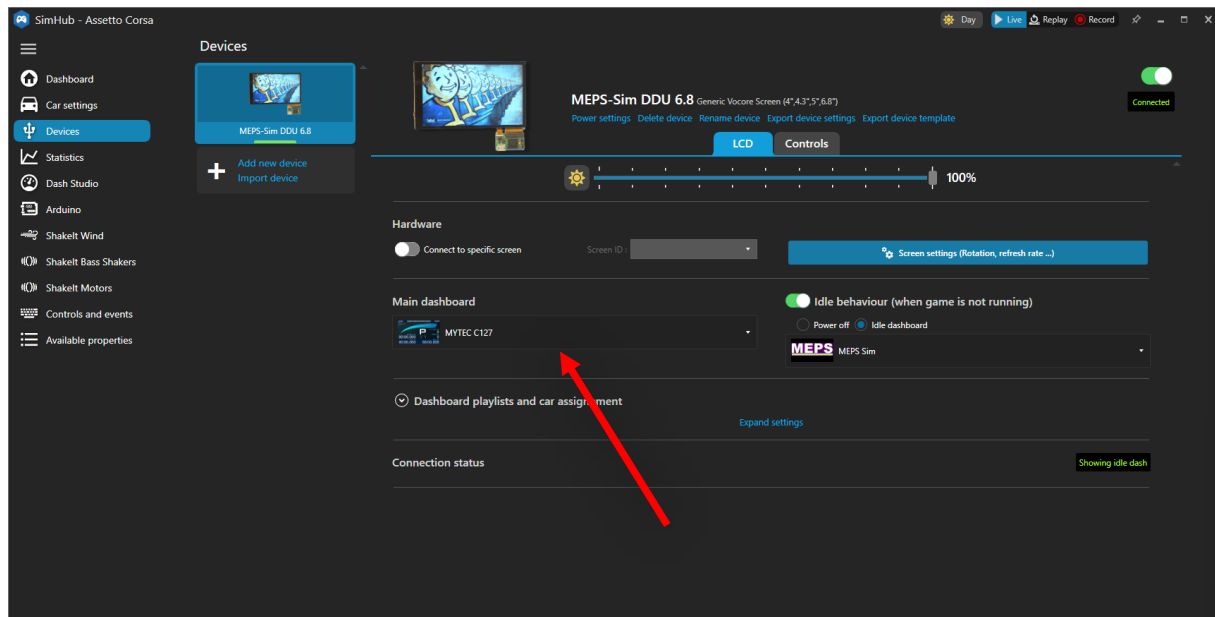 SimHub - Assetto Corsa
Day
Live
Replay
Record
Devices
Dashboard
Car settings
Devices
Statistics
Dash Studio
Arduino
ShakeIt Wind
ShakeIt Bass Shakers
ShakeIt Motors
Controls and events
Available properties
MEPS-Sim DDU 6.8
Add new device
Import device
MEPS-Sim DDU 6.8 Generic Vocore Screen (4",4.3",5",6.8")
Power settings Delete device Rename device Export device settings Export device template
Connected
LCD
Controls
100%
Hardware
Connect to specific screen
Screen ID :
Screen settings (Rotation, refresh rate ...)
Main dashboard
P
MYTEC C127
Idle behaviour (when game is not running)
Power off
Idle dashboard
MEPS
MEPS Sim
Dashboard playlists and car assignment
Expand settings
Connection status
Showing idle dash